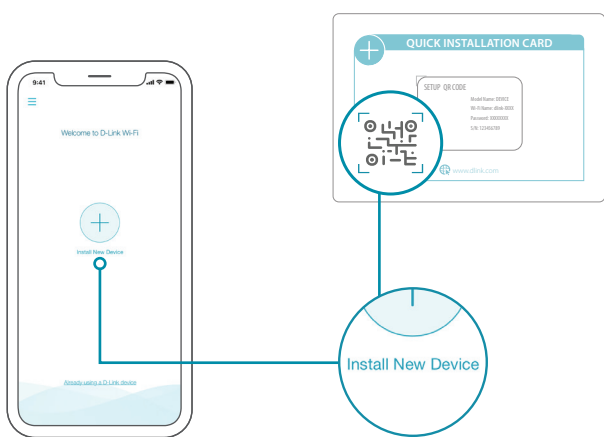 9:41
Welcome to D-Link Wi-Fi
Install New Device
Already using a D-Link device
QUICK INSTALLATION CARD
SETUP QR CODE
Model Name: DEVICE
Wi-Fi Name: dlink-XXXX
Password: XXXXXXXX
S/N: 123456789
www.dlink.com
Install New Device